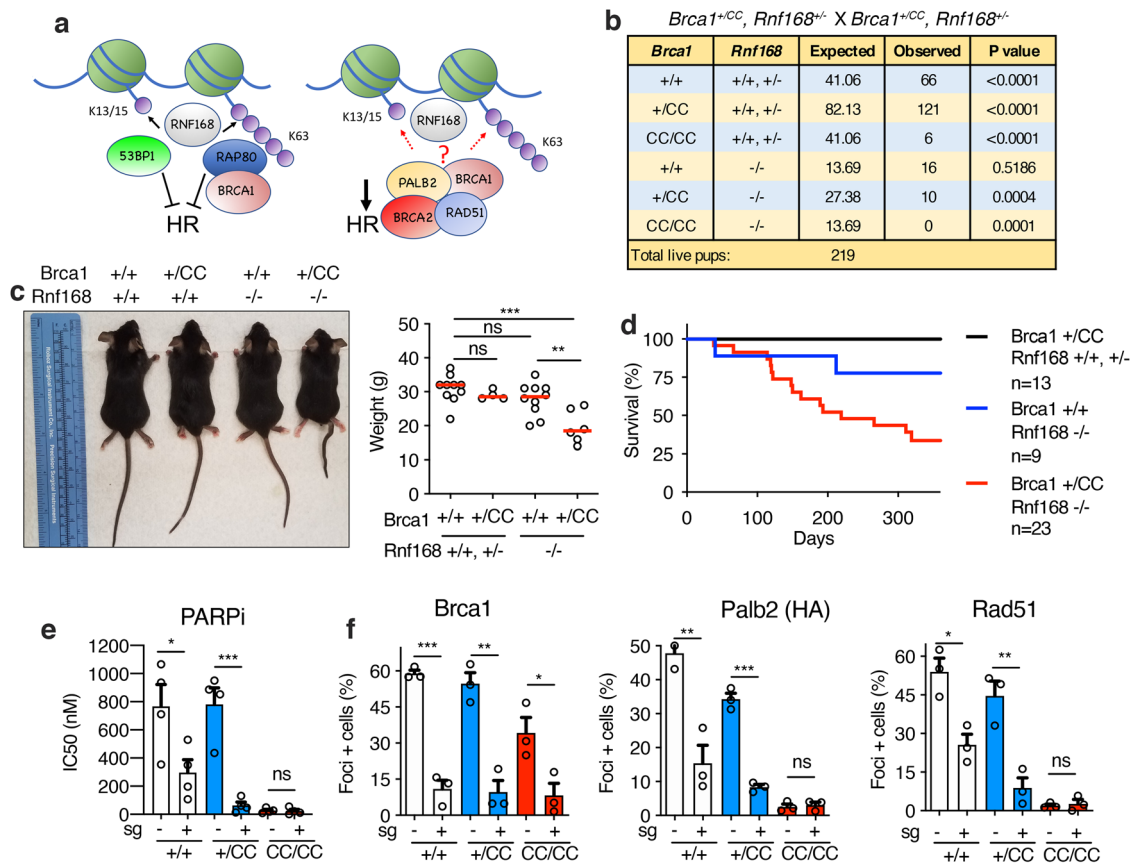 a
K13/15
RNF168
K63
53BP1
RAP80
BRCA1
HR
K13/15
RNF168
K63
?
PALB2
BRCA1
BRCA2
RAD51
HR
b
Brca1+/CC, Rnf168+/- X Brca1+/CC, Rnf168+/-
Brca1 Rnf168 Expected Observed P value
+/+ +/+, +/- 41.06 66 <0.0001
+/CC +/+, +/- 82.13 121 <0.0001
CC/CC +/+, +/- 41.06 6 <0.0001
+/+ -/- 13.69 16 0.5186
+/CC -/- 27.38 10 0.0004
CC/CC -/- 13.69 0 0.0001
Total live pups: 219
c
Brca1 +/+ +/CC +/+ +/CC
Rnf168 +/+ +/+ -/- -/-
Weight (g)
50
40
30
20
10
0
***
ns
ns
**
Brca1 +/+ +/CC +/+ +/CC
Rnf168 +/+, +/- -/-
d
Survival (%)
100
75
50
25
0
0 100 200 300
Days
Brca1 +/CC
Rnf168 +/+, +/-
n=13
Brca1 +/+
Rnf168 -/-
n=9
Brca1 +/CC
Rnf168 -/-
n=23
e
PARPi
IC50 (nM)
1200
1000
800
600
400
200
0
*
***
ns
sg - + - + - +
+/+ +/CC CC/CC
f
Brca1
Foci + cells (%)
60
45
30
15
0
***
**
*
sg - + - + - +
+/+ +/CC CC/CC
Palb2 (HA)
Foci + cells (%)
50
40
30
20
10
0
**
***
ns
sg - + - + - +
+/+ +/CC CC/CC
Rad51
Foci + cells (%)
60
45
30
15
0
*
**
ns
sg - + - + - +
+/+ +/CC CC/CC